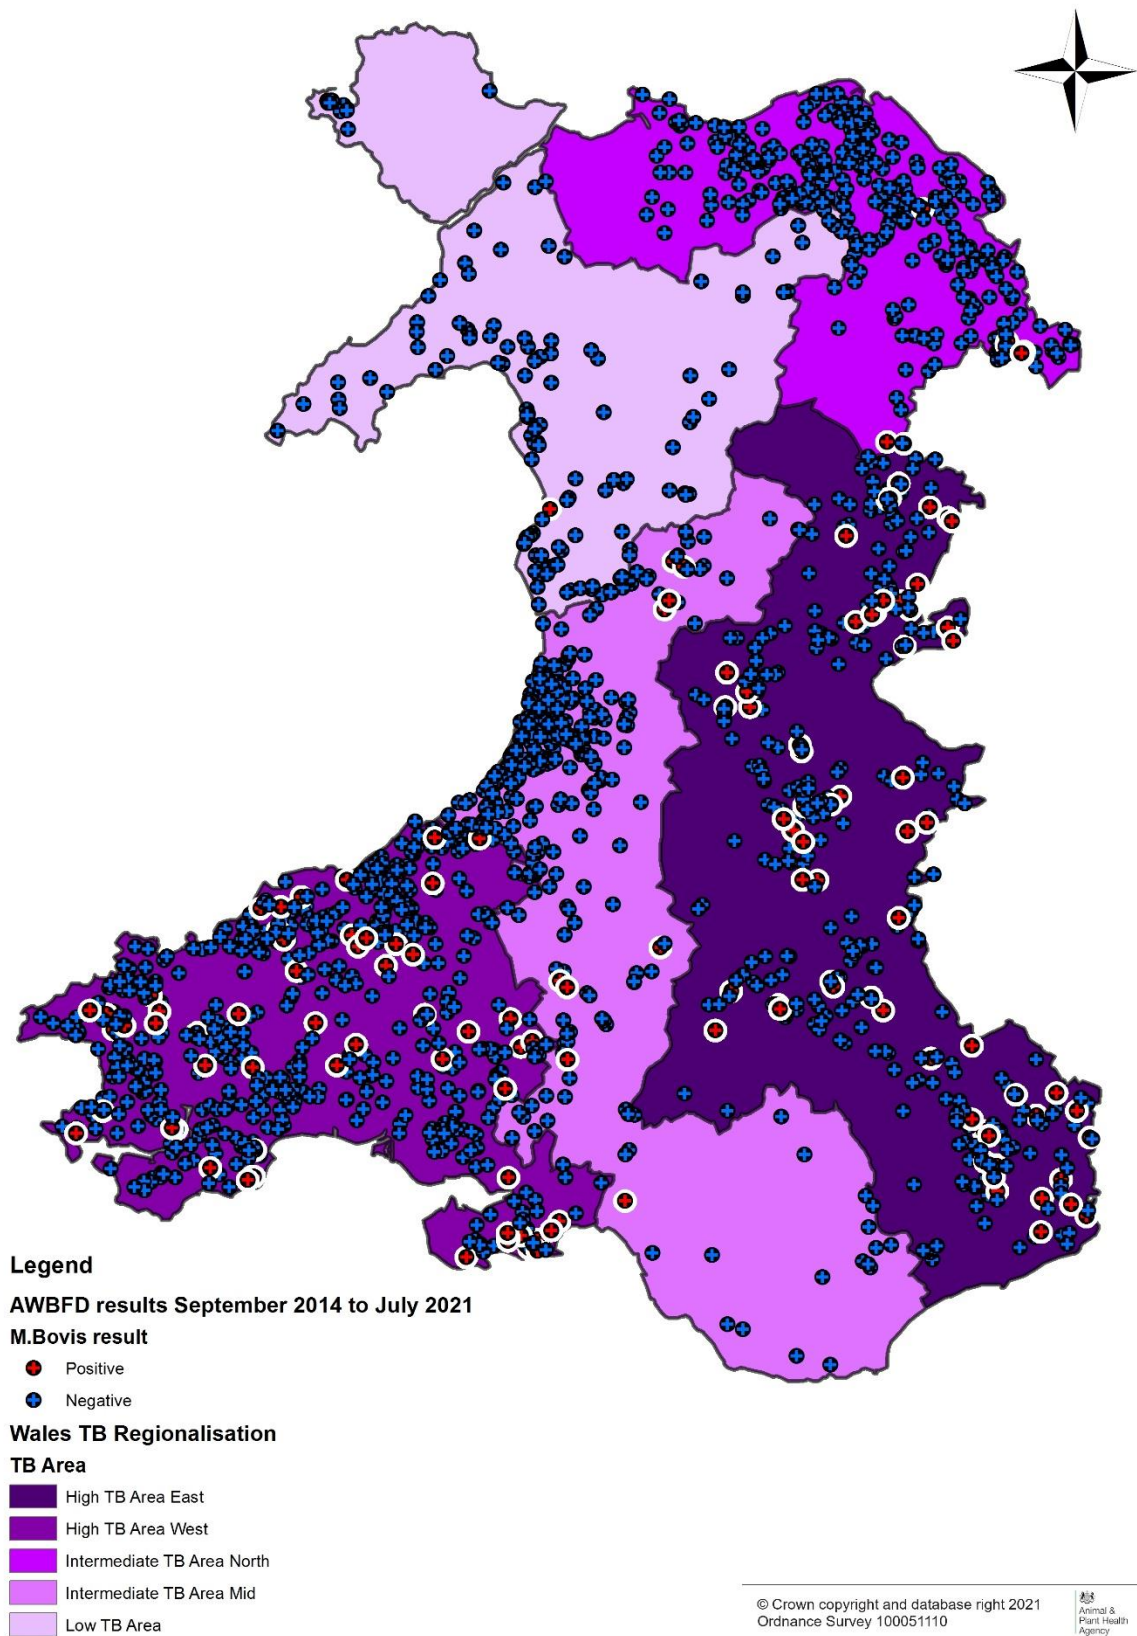 Legend
AWBFD results September 2014 to July 2021
M.Bovis result
Positive
Negative
Wales TB Regionalisation
TB Area
High TB Area East
High TB Area West
Intermediate TB Area North
Intermediate TB Area Mid
Low TB Area
© Crown copyright and database right 2021
Ordnance Survey 100051110
Animal &
Plant Health
Agency